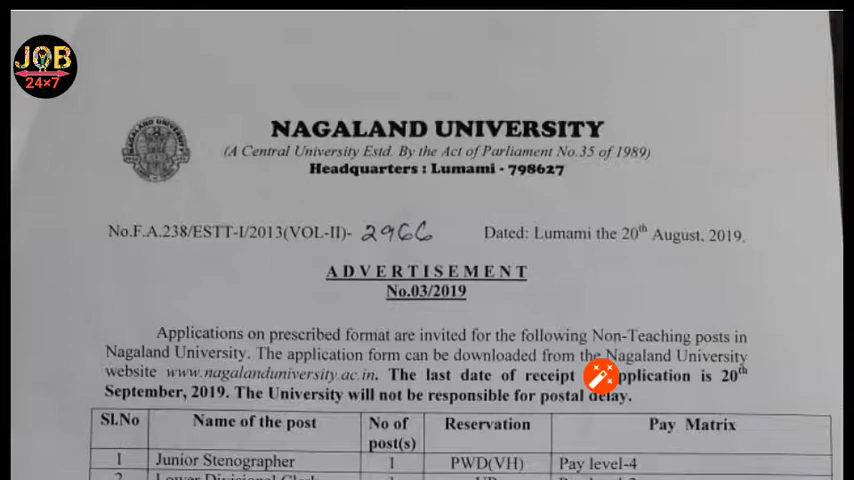 JOB
24×7
NAGALAND UNIVERSITY
(A Central University Estd. By the Act of Parliament No.35 of 1989)
Headquarters : Lumami - 798627
No.F.A.238/ESTT-I/2013(VOL-II)- 2966 Dated: Lumami the 20th August, 2019.
ADVERTISEMENT
No.03/2019
Applications on prescribed format are invited for the following Non-Teaching posts in
Nagaland University. The application form can be downloaded from the Nagaland University
website www.nagalanduniversity.ac.in. The last date of receipt pplication is 20th
September, 2019. The University will not be responsible for postal delay.
Sl.No Name of the post No of post(s) Reservation Pay Matrix
1 Junior Stenographer 1 PWD(VH) Pay level-4